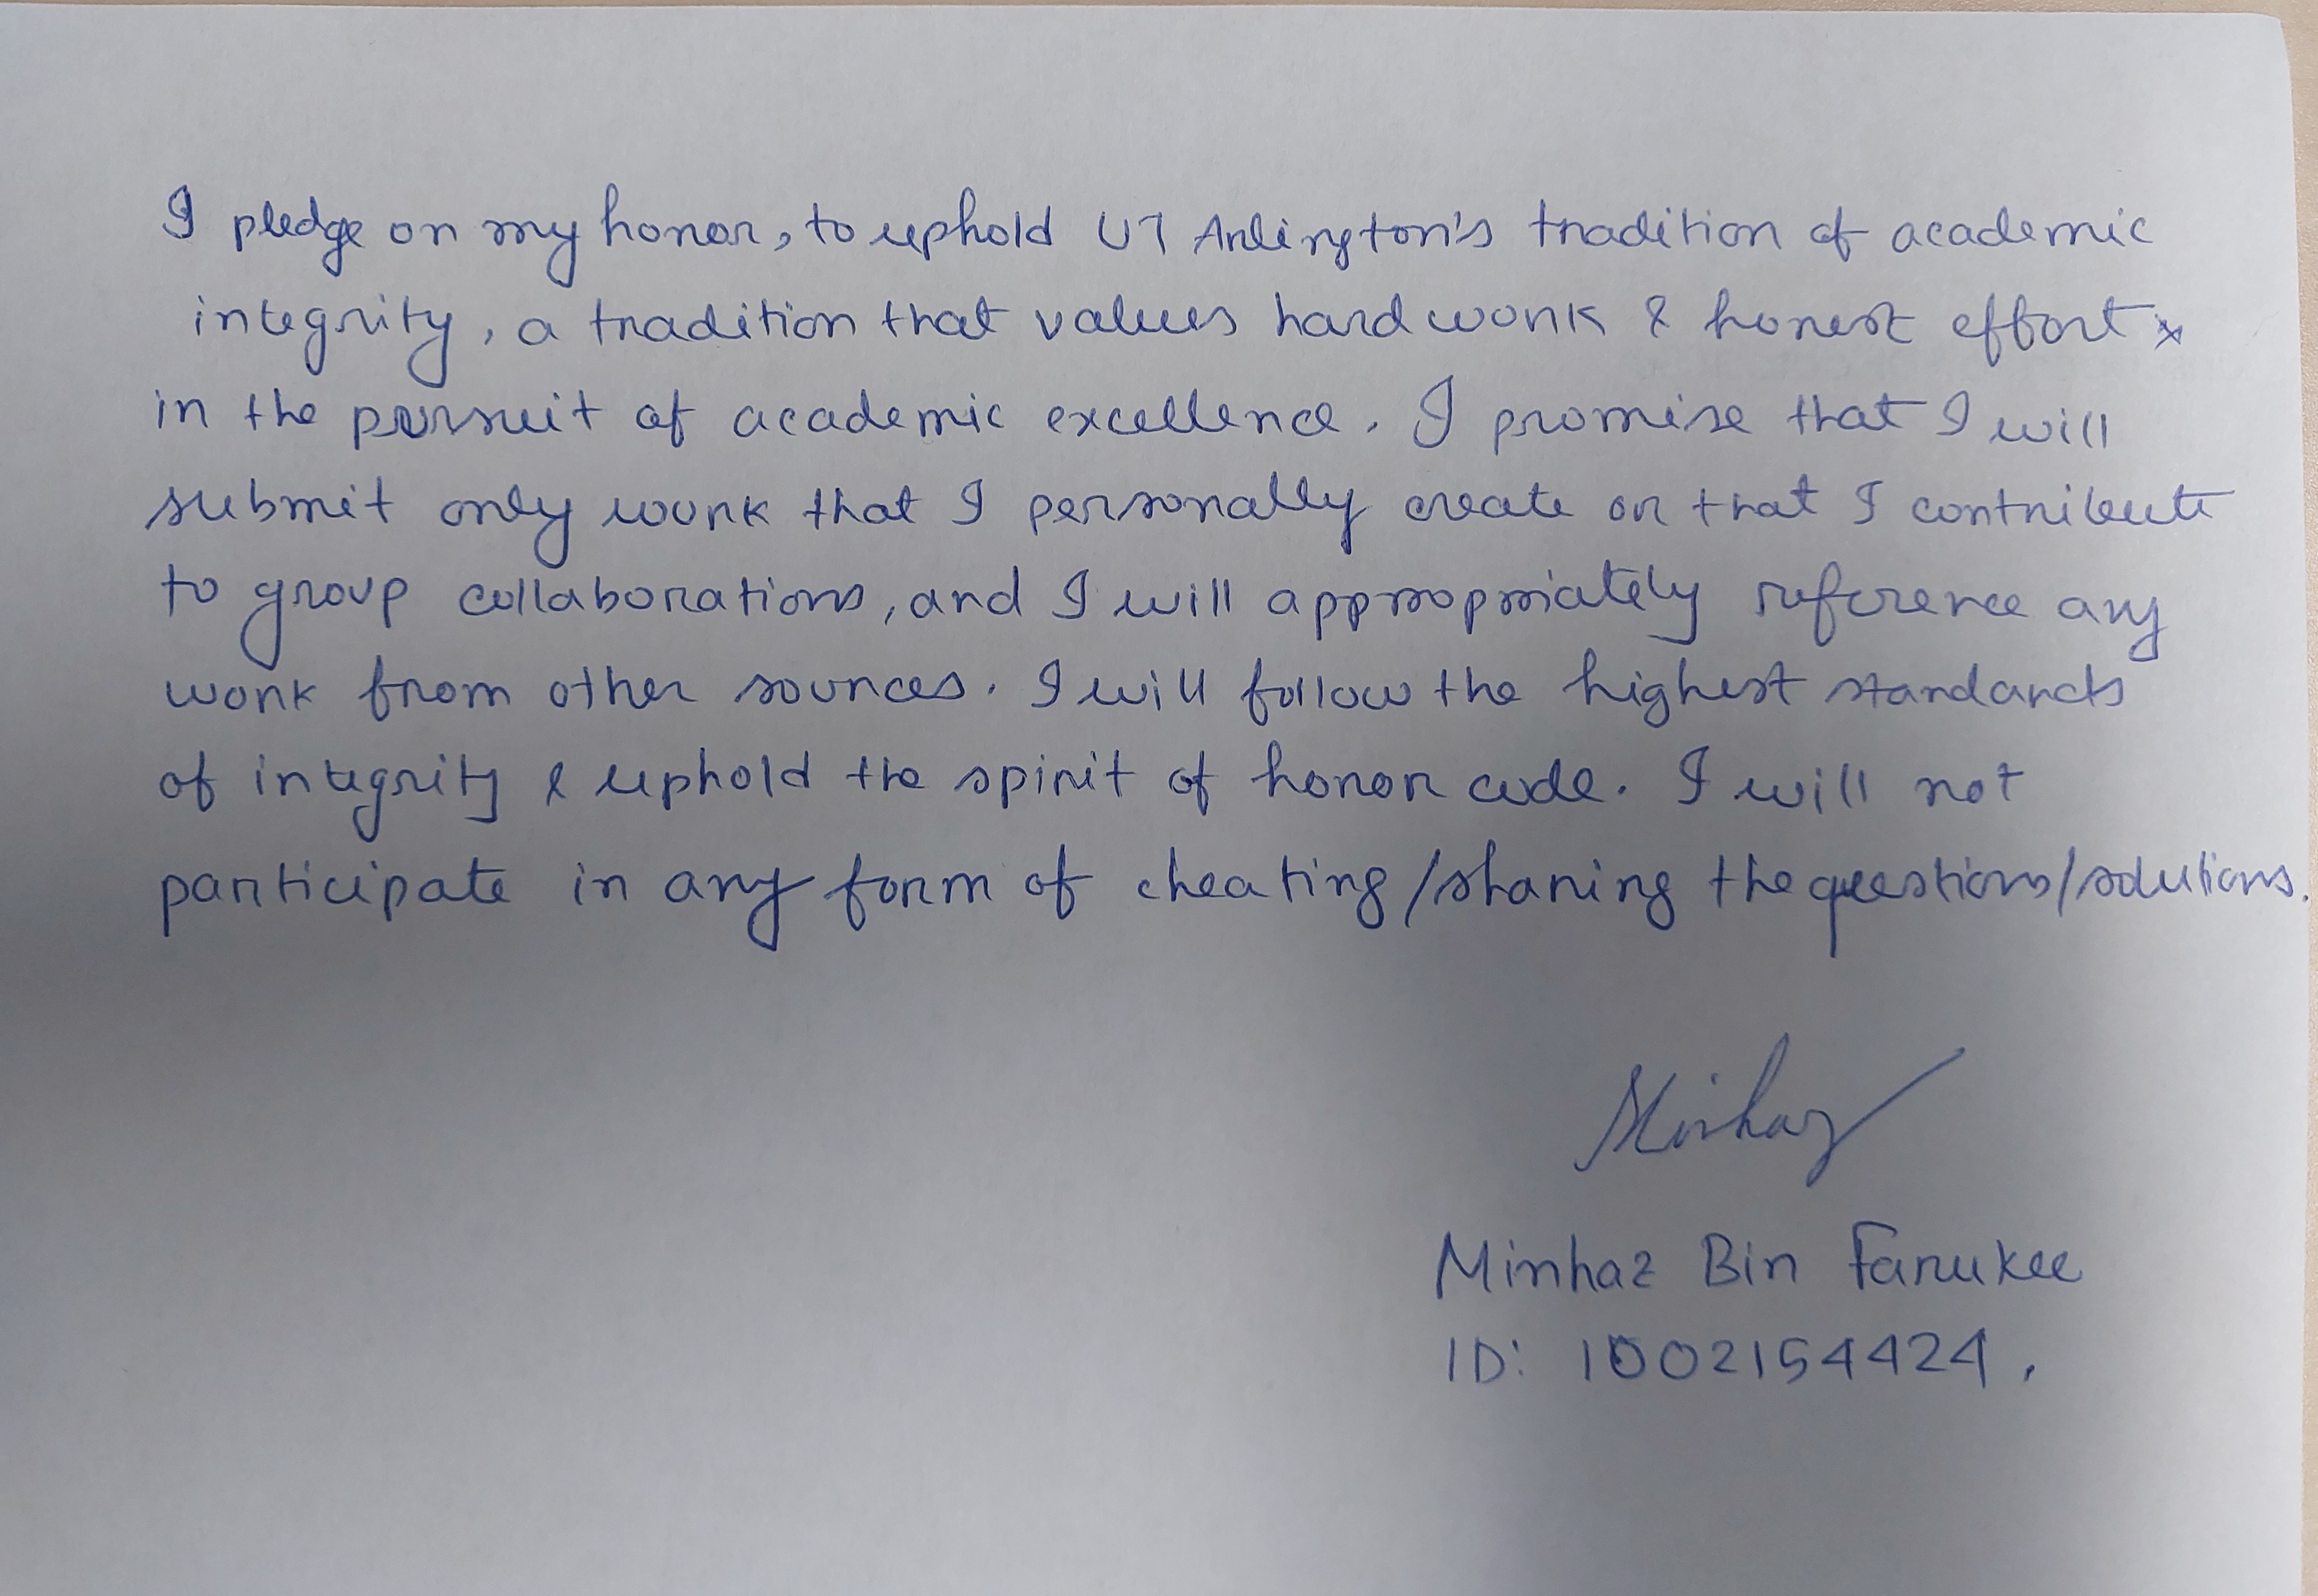 I pledge on my honor, to uphold UT Arlington's tradition of academic
integrity, a tradition that values hard work & honest effort
in the pursuit of academic excellence. I promise that I will
submit only work that I personally create or that I contribute
to group collaborations, and I will appropriately reference any
work from other sources. I will follow the highest standards
of integrity & uphold the spirit of honor code. I will not
participate in any form of cheating/sharing the questions/solutions.
Minhaz
Minhaz Bin Farukee
ID: 1002154424.